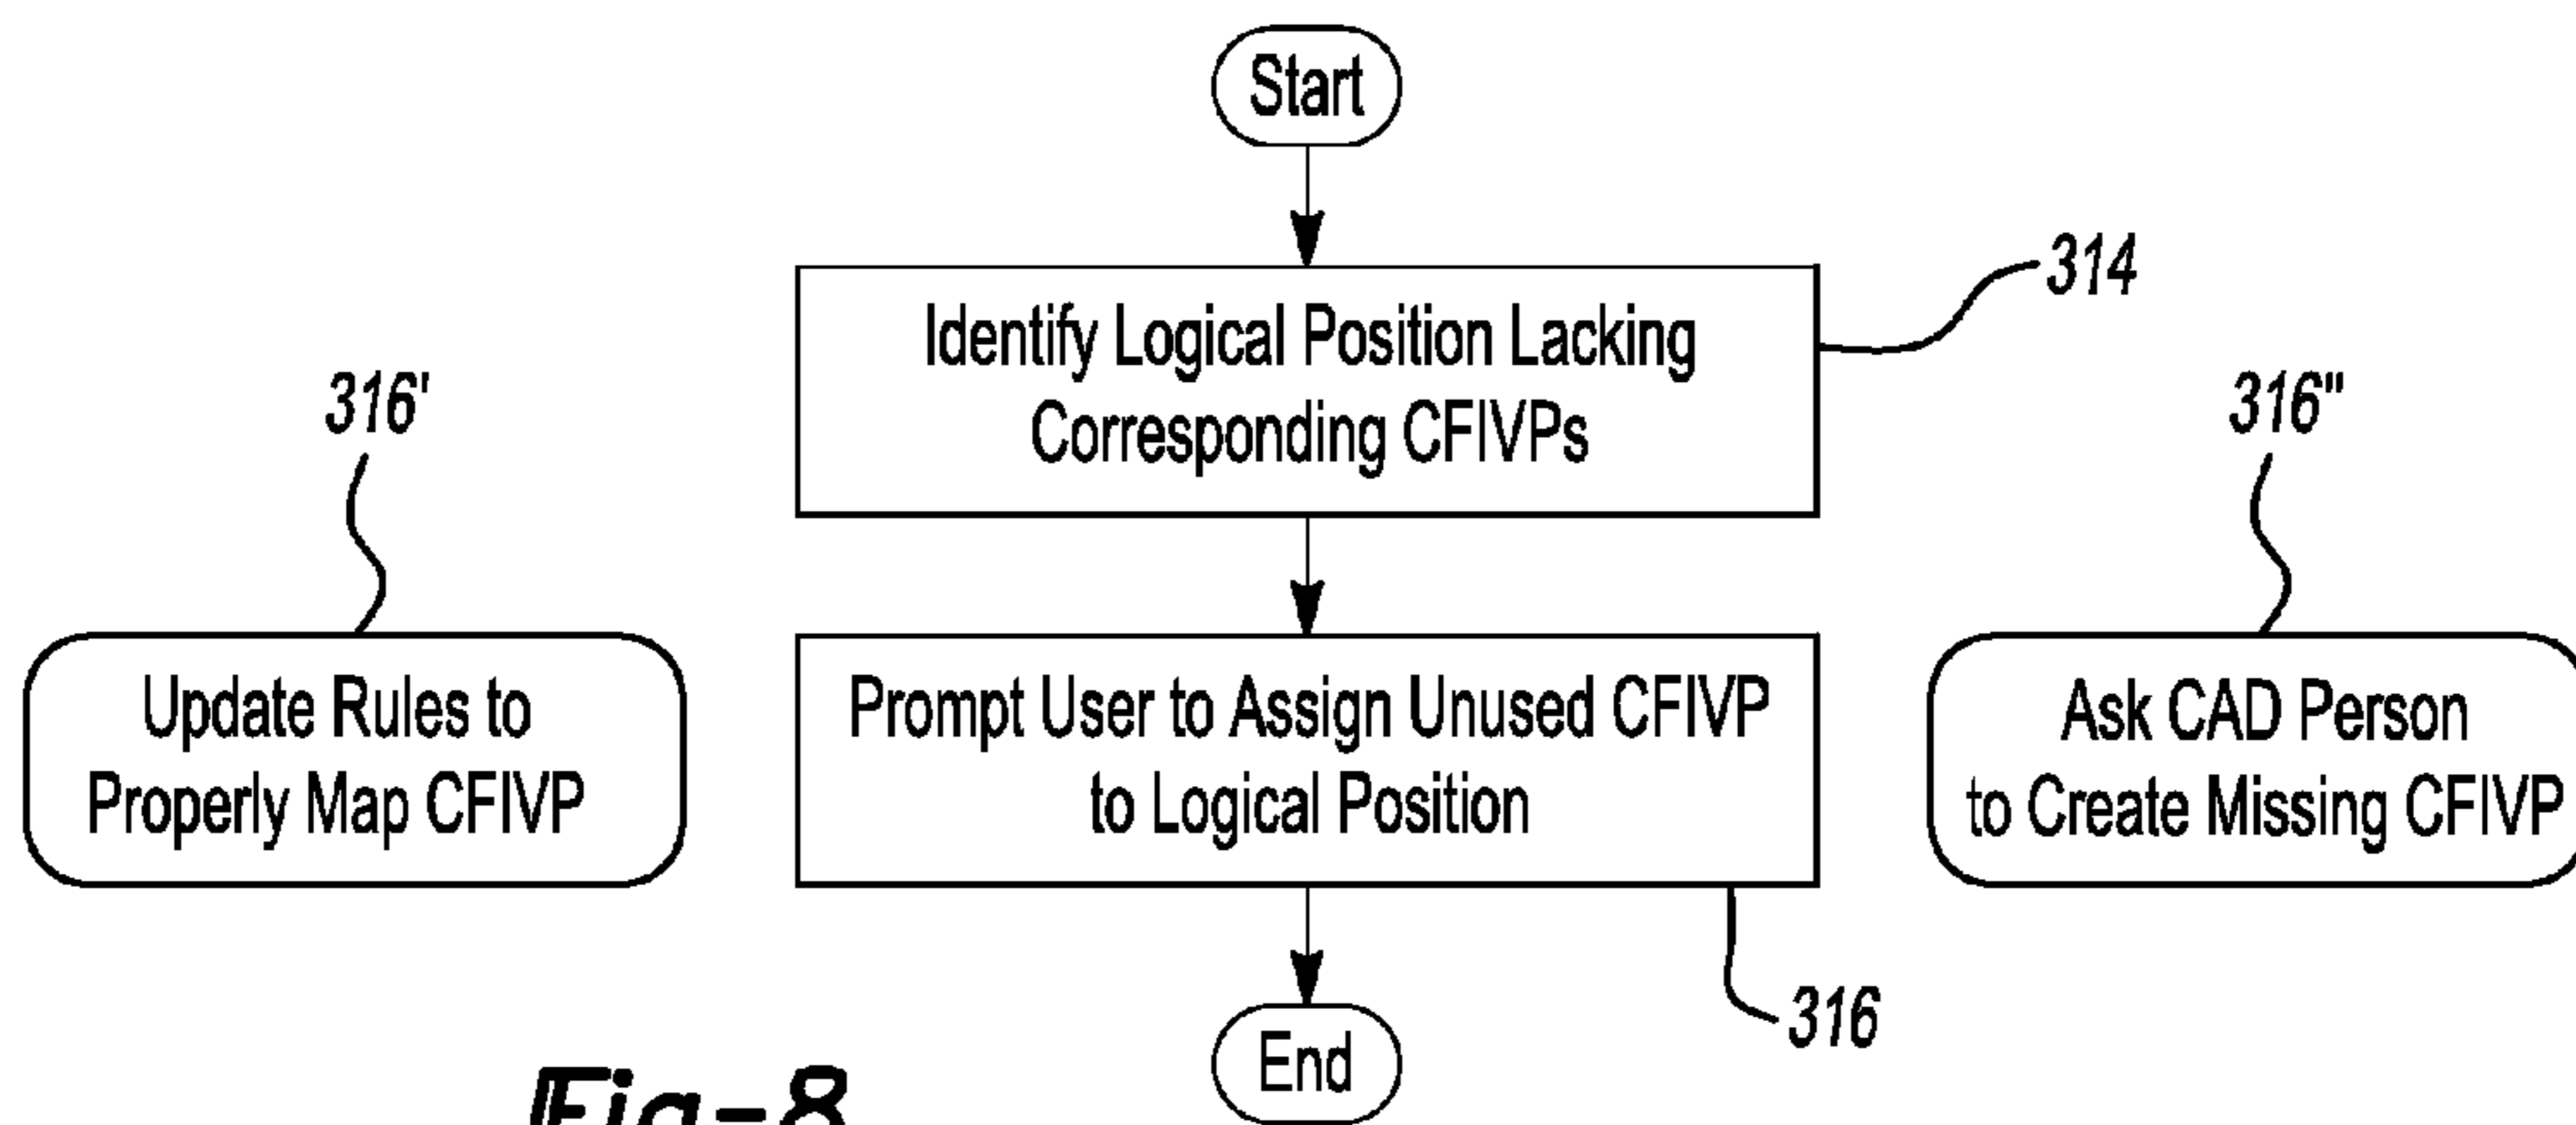 Start
314
Identify Logical Position Lacking
Corresponding CFIVPs
316'
316"
Update Rules to
Properly Map CFIVP
Prompt User to Assign Unused CFIVP
to Logical Position
Ask CAD Person
to Create Missing CFIVP
316
End
Fig-8